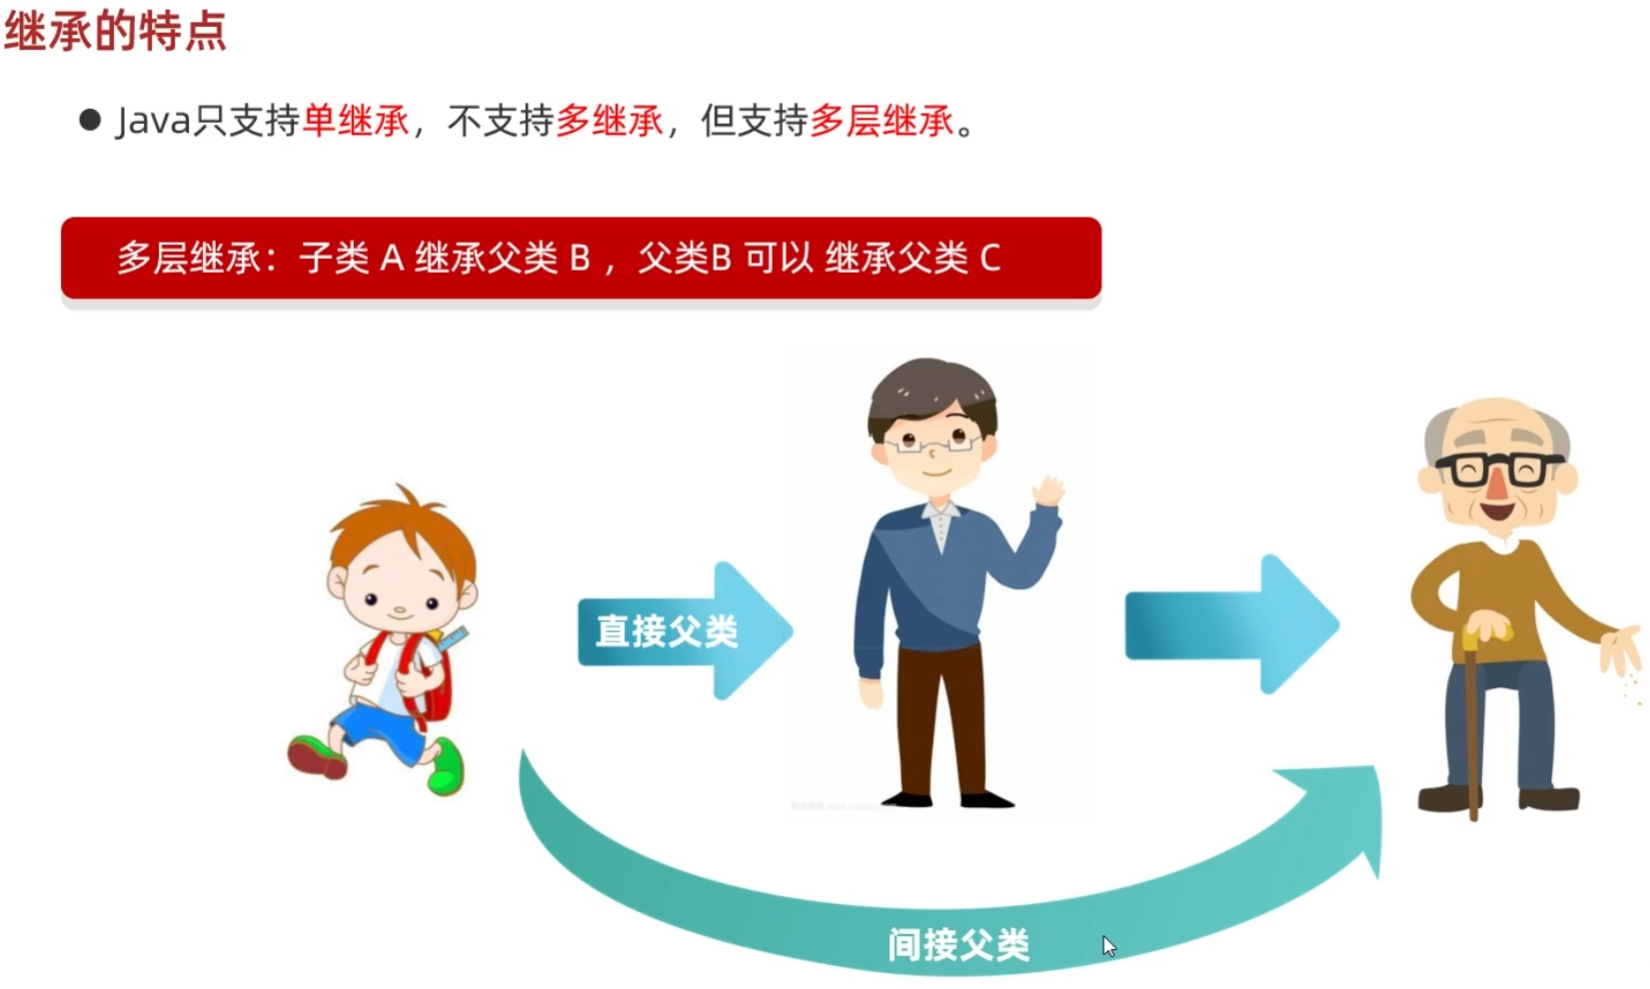 继承的特点
● Java只支持单继承，不支持多继承，但支持多层继承。
多层继承：子类 A 继承父类 B ，父类B 可以 继承父类 C
直接父类
间接父类